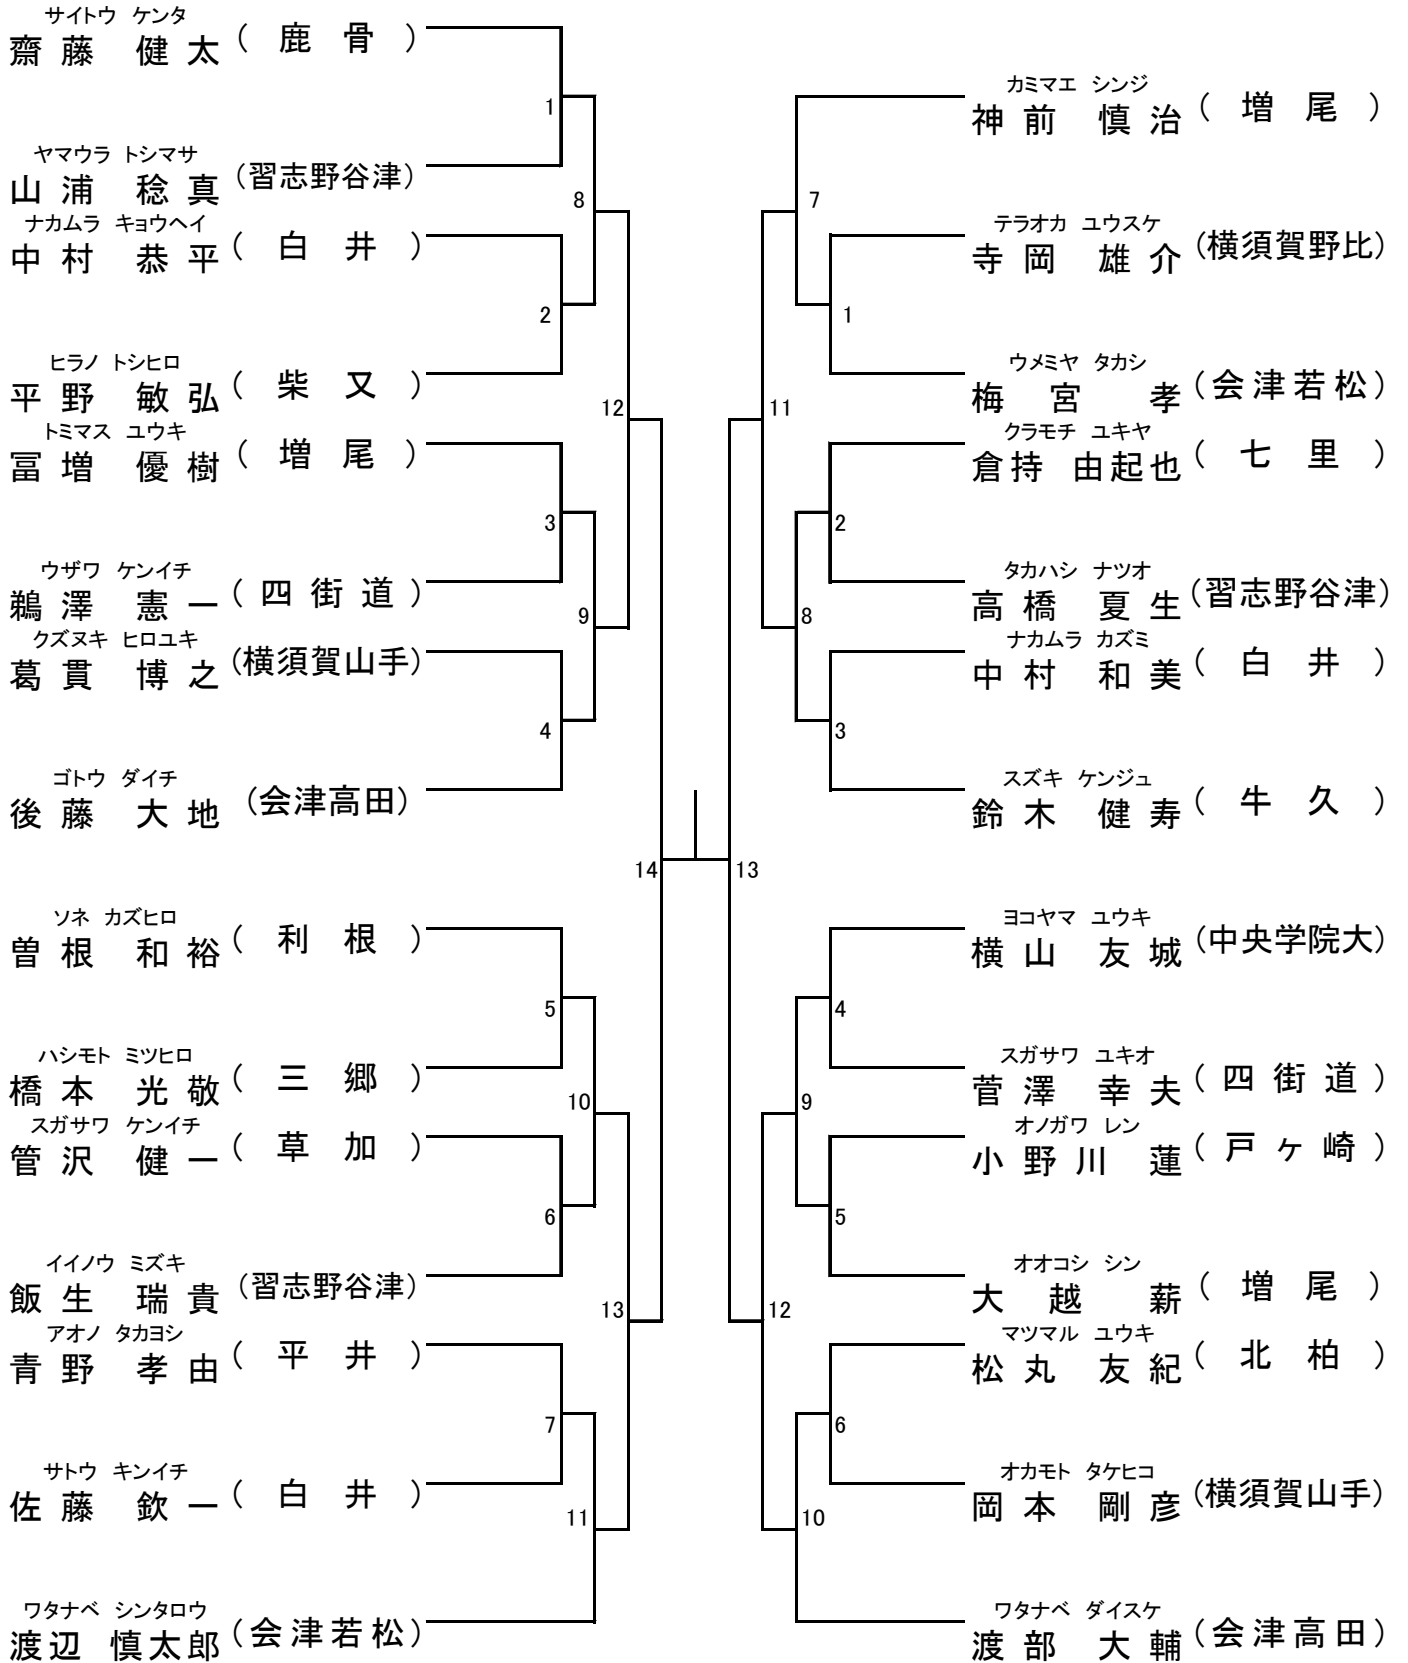 サイトウ ケンタ
齋藤 健太 (鹿骨)
1
ヤマウラ トシマサ
山浦 稔真 (習志野谷津)
8
ナカムラ キョウヘイ
中村 恭平 (白井)
2
ヒラノ トシヒロ
平野 敏弘 (柴又)
12
トミマス ユウキ
冨増 優樹 (増尾)
3
ウザワ ケンイチ
鵜澤 憲一 (四街道)
9
クズヌキ ヒロユキ
葛貫 博之 (横須賀山手)
4
ゴトウ ダイチ
後藤 大地 (会津高田)
14
ソネ カズヒロ
曽根 和裕 (利根)
5
ハシモト ミツヒロ
橋本 光敬 (三郷)
10
スガサワ ケンイチ
管沢 健一 (草加)
6
イイノウ ミズキ
飯生 瑞貴 (習志野谷津)
13
アオノ タカヨシ
青野 孝由 (平井)
7
サトウ キンイチ
佐藤 欽一 (白井)
11
ワタナベ シンタロウ
渡辺 慎太郎 (会津若松)
カミマエ シンジ
神前 慎治 (増尾)
7
テラオカ ユウスケ
寺岡 雄介 (横須賀野比)
1
ウメミヤ タカシ
梅宮 孝 (会津若松)
11
クラモチ ユキヤ
倉持 由起也 (七里)
2
タカハシ ナツオ
高橋 夏生 (習志野谷津)
8
ナカムラ カズミ
中村 和美 (白井)
3
スズキ ケンジュ
鈴木 健寿 (牛久)
13
ヨコヤマ ユウキ
横山 友城 (中央学院大)
4
スガサワ ユキオ
菅澤 幸夫 (四街道)
9
オノガワ レン
小野川 蓮 (戸ヶ崎)
5
オオコシ シン
大越 薪 (増尾)
12
マツマル ユウキ
松丸 友紀 (北柏)
6
オカモト タケヒコ
岡本 剛彦 (横須賀山手)
10
ワタナベ ダイスケ
渡部 大輔 (会津高田)